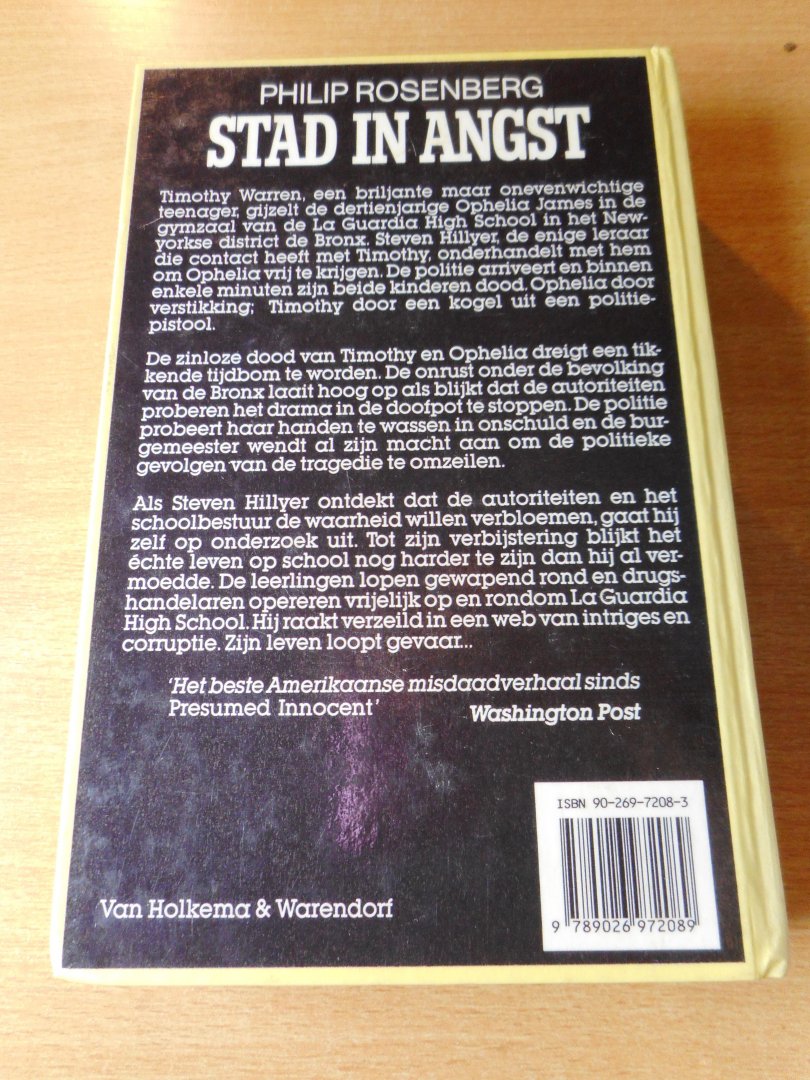 PHILIP ROSENBERG
STAD IN ANGST
Timothy Warren, een briljante maar onevenwichtige
teenager, gijzelt de dertienjarige Ophelia James in de
gymzaal van de La Guardia High School in het New-
yorkse district de Bronx. Steven Hillyer, de enige leraar
die contact heeft met Timothy, onderhandelt met hem
om Ophelia vrij te krijgen. De politie arriveert en binnen
enkele minuten zijn beide kinderen dood. Ophelia door
verstikking; Timothy door een kogel uit een politie-
pistool.
De zinloze dood van Timothy en Ophelia dreigt een tik-
kende tijdbom te worden. De onrust onder de bevolking
van de Bronx laait hoog op als blijkt dat de autoriteiten
proberen het drama in de doofpot te stoppen. De politie
probeert haar handen te wassen in onschuld en de bur-
gemeester wendt al zijn macht aan om de politieke
gevolgen van de tragedie te omzeilen.
Als Steven Hillyer ontdekt dat de autoriteiten en het
schoolbestuur de waarheid willen verbloemen, gaat hij
zelf op onderzoek uit. Tot zijn verbijstering blijkt het
échte leven op school nog harder te zijn dan hij al ver-
moedde. De leerlingen lopen gewapend rond en drugs-
handelaren opereren vrijelijk op en rondom La Guardia
High School. Hij raakt verzeild in een web van intriges en
corruptie. Zijn leven loopt gevaar...
'Het beste Amerikaanse misdaadverhaal sinds
Presumed Innocent'
Washington Post
ISBN 90-269-7208-3
9 789026 972089
Van Holkema & Warendorf